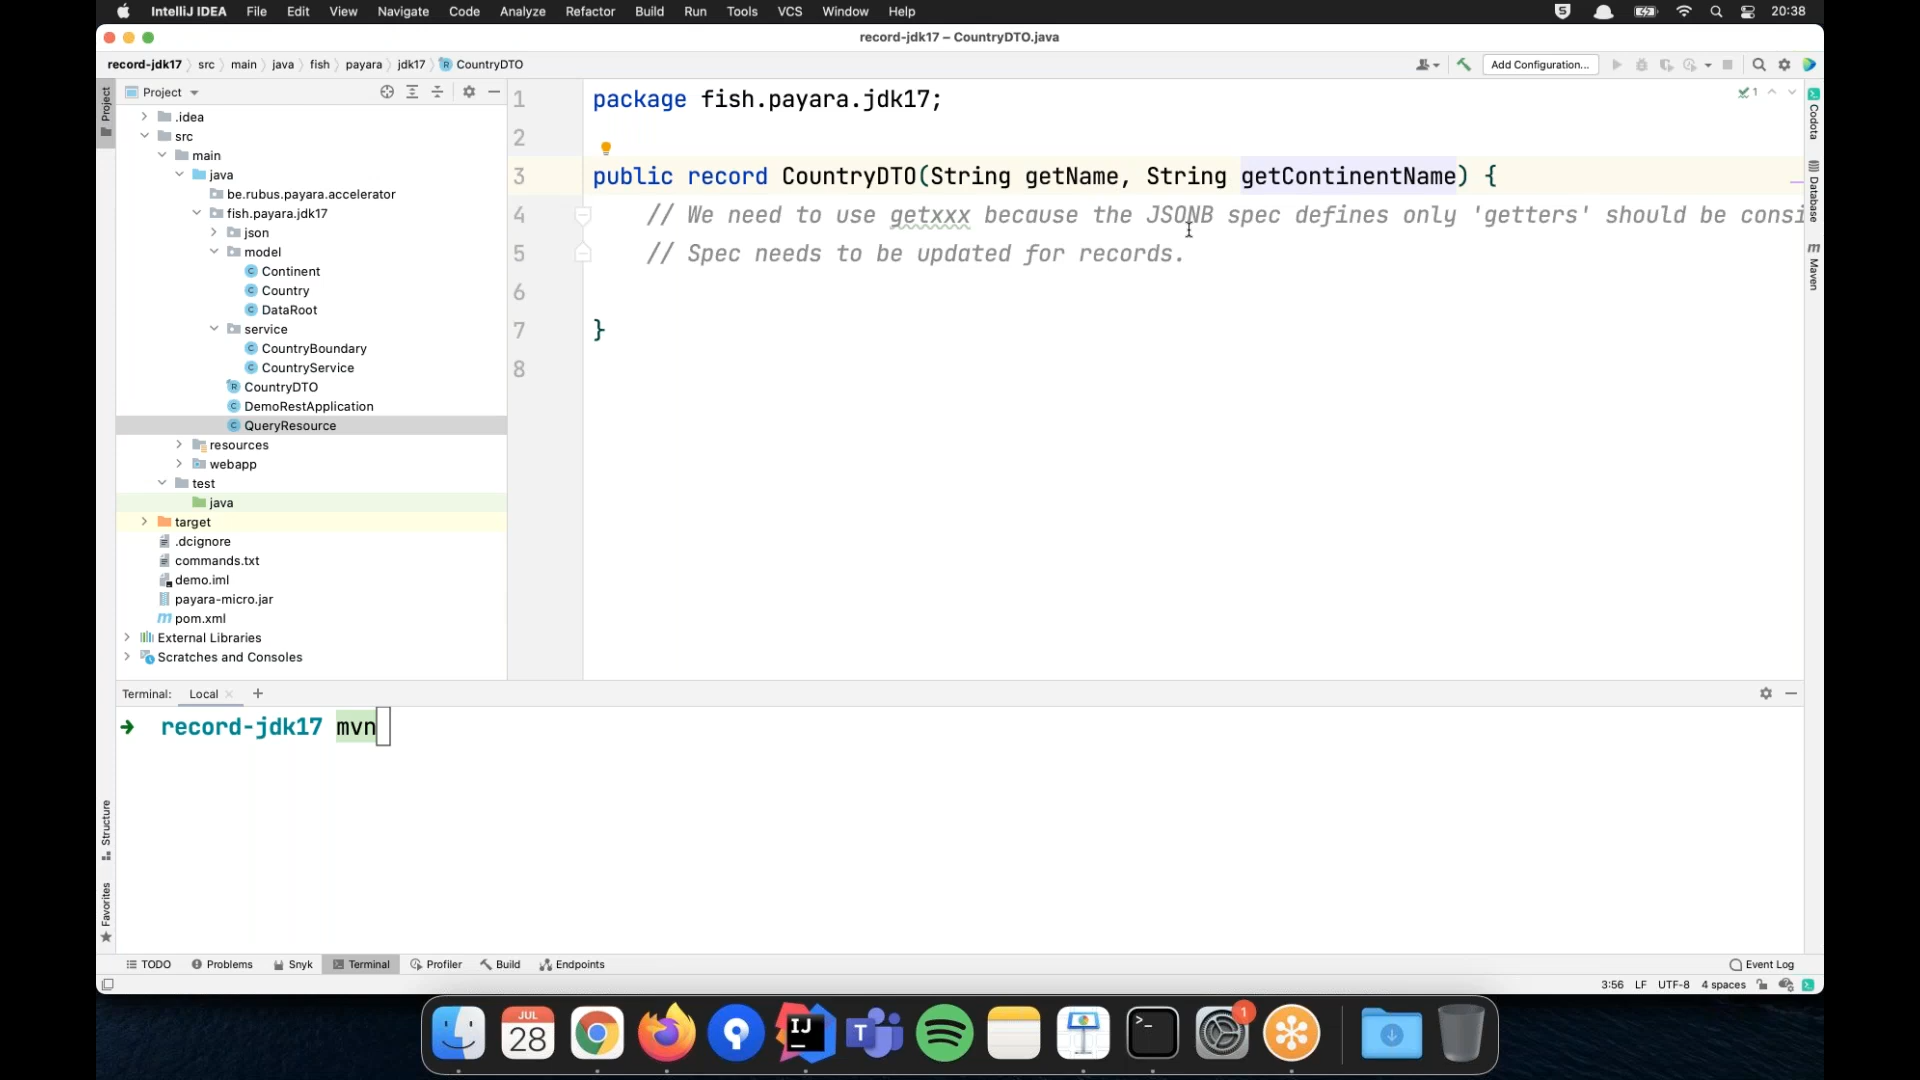 IntelliJ IDEA File Edit View Navigate Code Analyze Refactor Build Run Tools VCS Window Help 20:38
record-jdk17 – CountryDTO.java
record-jdk17 src main java fish payara jdk17 CountryDTO Add Configuration...
Project
.idea
src
main
java
be.rubus.payara.accelerator
fish.payara.jdk17
json
model
Continent
Country
DataRoot
service
CountryBoundary
CountryService
CountryDTO
DemoRestApplication
QueryResource
resources
webapp
test
java
target
.dcignore
commands.txt
demo.iml
payara-micro.jar
pom.xml
External Libraries
Scratches and Consoles
1 package fish.payara.jdk17;
2
3 public record CountryDTO(String getName, String getContinentName) {
4 // We need to use getxxx because the JSONB spec defines only 'getters' should be consi
5 // Spec needs to be updated for records.
6
7 }
8
1
Project
Structure
Favorites
Codota
Database
m
Maven
Terminal: Local +
→ record-jdk17 mvn
TODO Problems Snyk Terminal Profiler Build Endpoints Event Log
3:56 LF UTF-8 4 spaces
JUL
28
IJ
T
>_
1